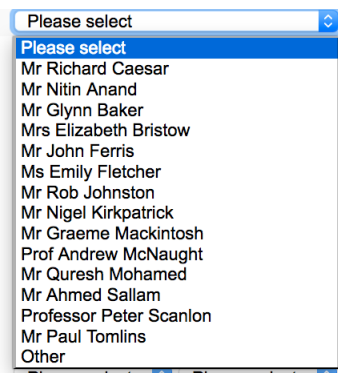 Please select
Please select
Mr Richard Caesar
Mr Nitin Anand
Mr Glynn Baker
Mrs Elizabeth Bristow
Mr John Ferris
Ms Emily Fletcher
Mr Rob Johnston
Mr Nigel Kirkpatrick
Mr Graeme Mackintosh
Prof Andrew McNaught
Mr Quresh Mohamed
Mr Ahmed Sallam
Professor Peter Scanlon
Mr Paul Tomlins
Other